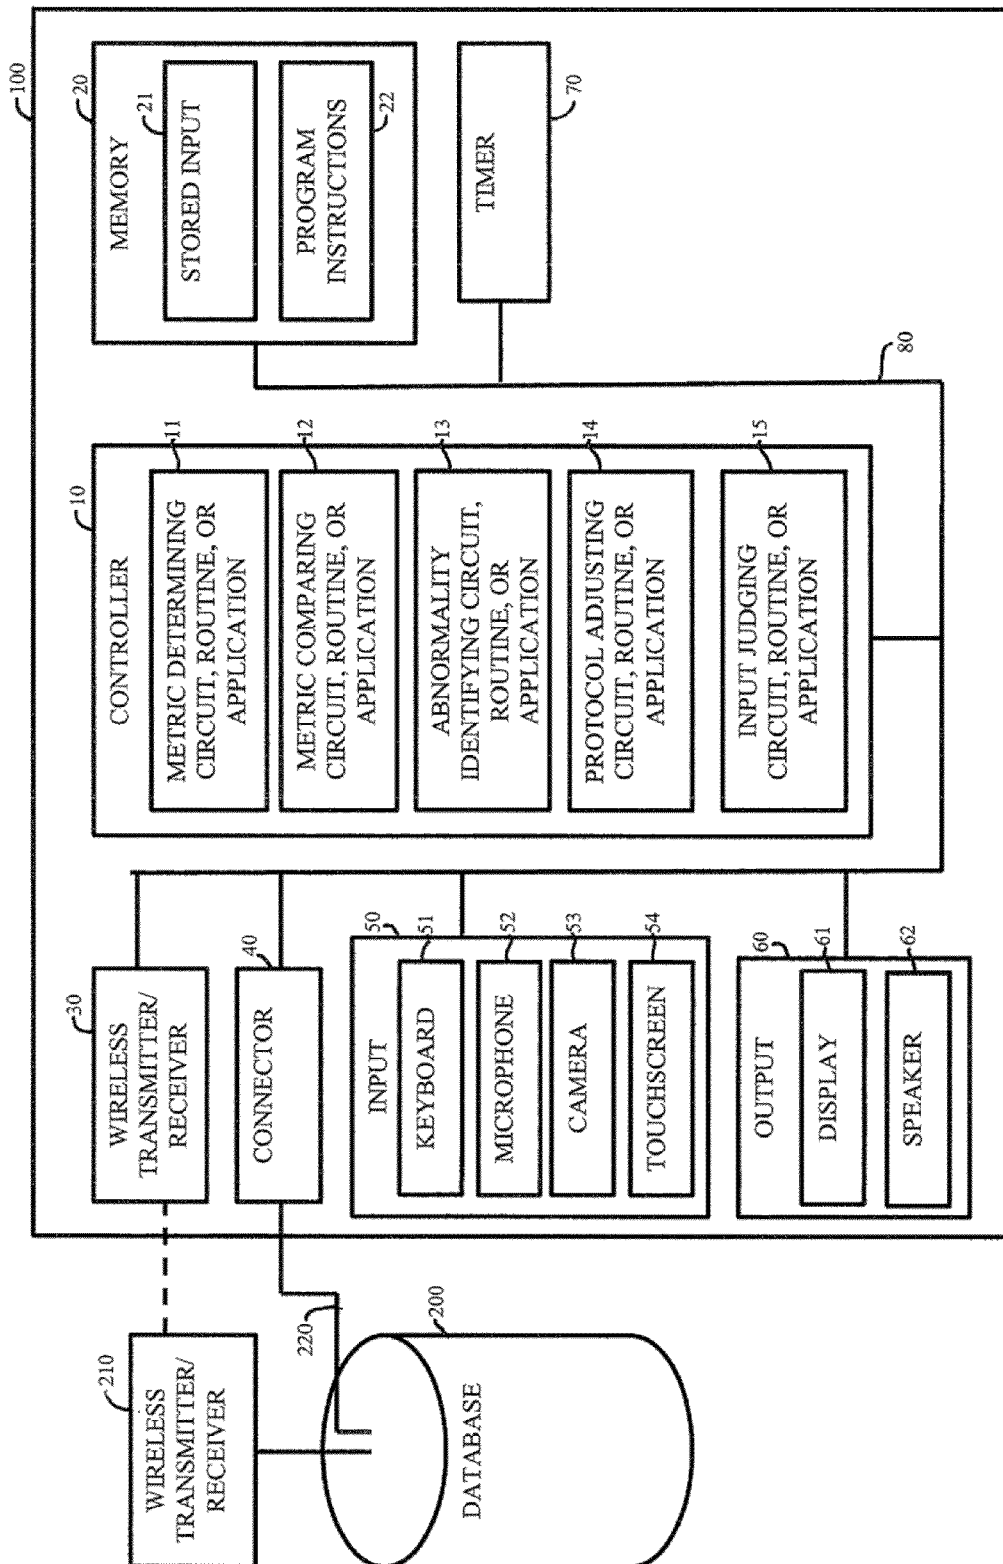 100
210
WIRELESS
TRANSMITTER/
RECEIVER
220
200
DATABASE
30
WIRELESS
TRANSMITTER/
RECEIVER
40
CONNECTOR
50
INPUT
51
KEYBOARD
52
MICROPHONE
53
CAMERA
54
TOUCHSCREEN
60
OUTPUT
61
DISPLAY
62
SPEAKER
10
CONTROLLER
11
METRIC DETERMINING
CIRCUIT, ROUTINE, OR
APPLICATION
12
METRIC COMPARING
CIRCUIT, ROUTINE, OR
APPLICATION
13
ABNORMALITY
IDENTIFYING CIRCUIT,
ROUTINE, OR
APPLICATION
14
PROTOCOL ADJUSTING
CIRCUIT, ROUTINE, OR
APPLICATION
15
INPUT JUDGING
CIRCUIT, ROUTINE, OR
APPLICATION
20
MEMORY
21
STORED INPUT
22
PROGRAM
INSTRUCTIONS
70
TIMER
80